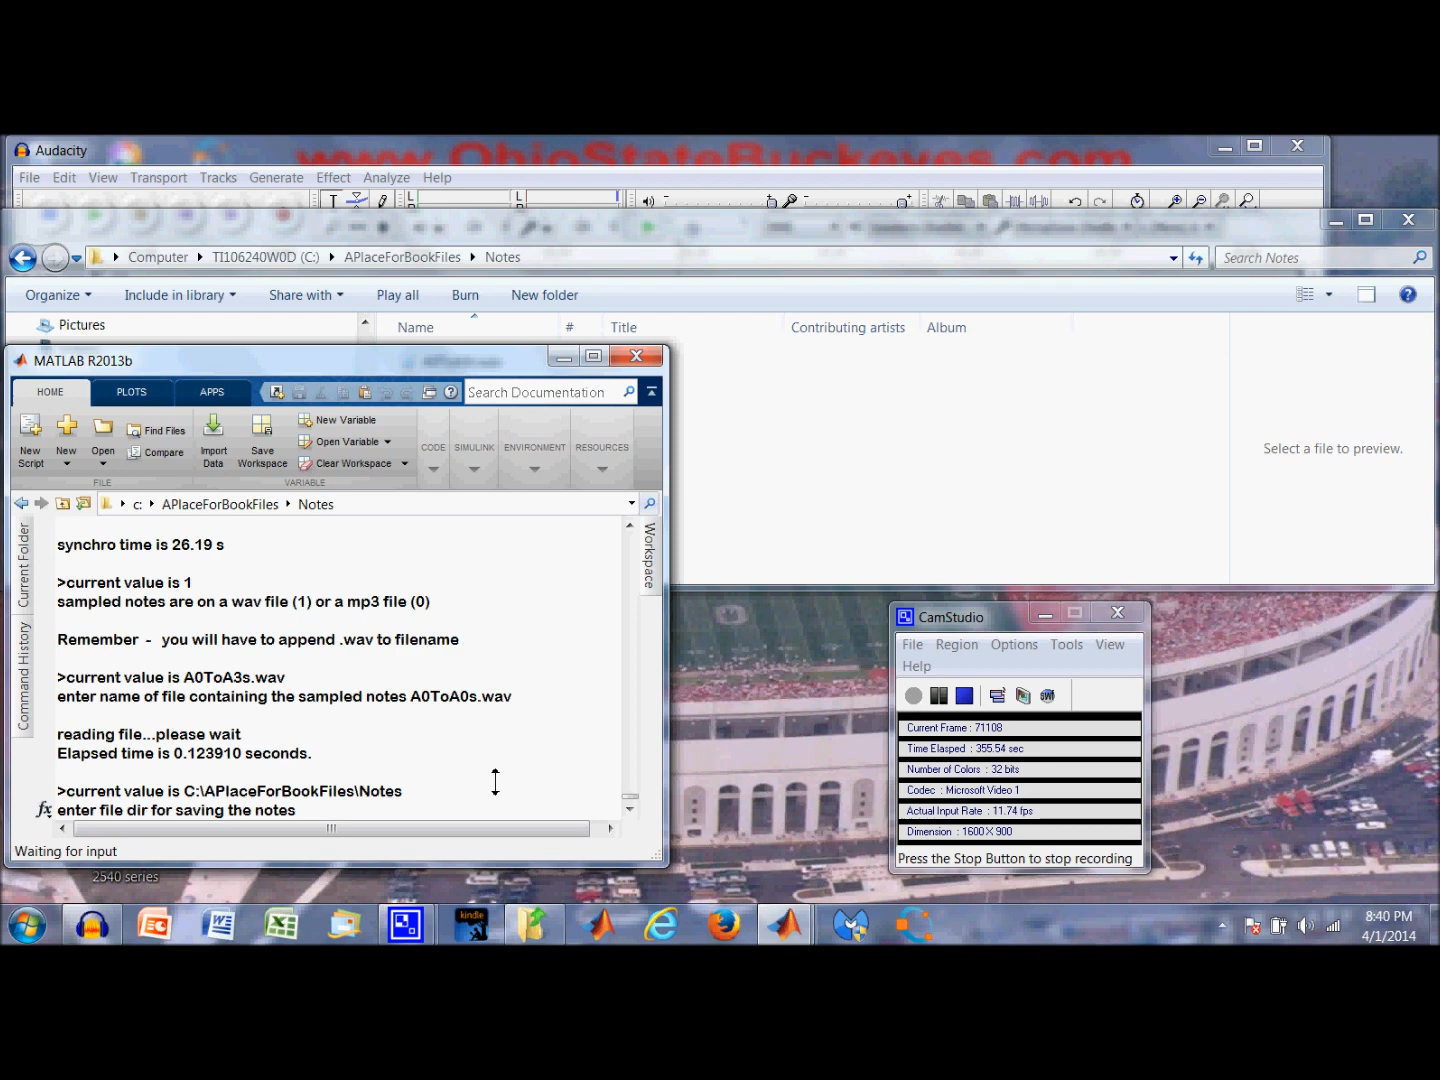 Audacity
www.OhioStateBuckeyes.com
File Edit View Transport Tracks Generate Effect Analyze Help
Computer TI106240W0D (C:) APlaceForBookFiles Notes
Search Notes
Organize Include in library Share with Play all Burn New folder
Pictures
Name # Title Contributing artists Album
Select a file to preview.
MATLAB R2013b
HOME PLOTS APPS
Search Documentation
New Script
New
Open
Find Files
Compare
Import Data
Save Workspace
New Variable
Open Variable
Clear Workspace
CODE SIMULINK ENVIRONMENT RESOURCES
FILE VARIABLE
c: APlaceForBookFiles Notes
Current Folder
Command History
Workspace
synchro time is 26.19 s
>current value is 1
sampled notes are on a wav file (1) or a mp3 file (0)
Remember - you will have to append .wav to filename
>current value is A0ToA3s.wav
enter name of file containing the sampled notes A0ToA0s.wav
reading file...please wait
Elapsed time is 0.123910 seconds.
>current value is C:\APlaceForBookFiles\Notes
enter file dir for saving the notes
fx
Waiting for input
2540 series
CamStudio
File Region Options Tools View
Help
Current Frame : 71108
Time Elasped : 355.54 sec
Number of Colors : 32 bits
Codec : Microsoft Video 1
Actual Input Rate : 11.74 fps
Dimension : 1600 X 900
Press the Stop Button to stop recording
kindle
8:40 PM
4/1/2014